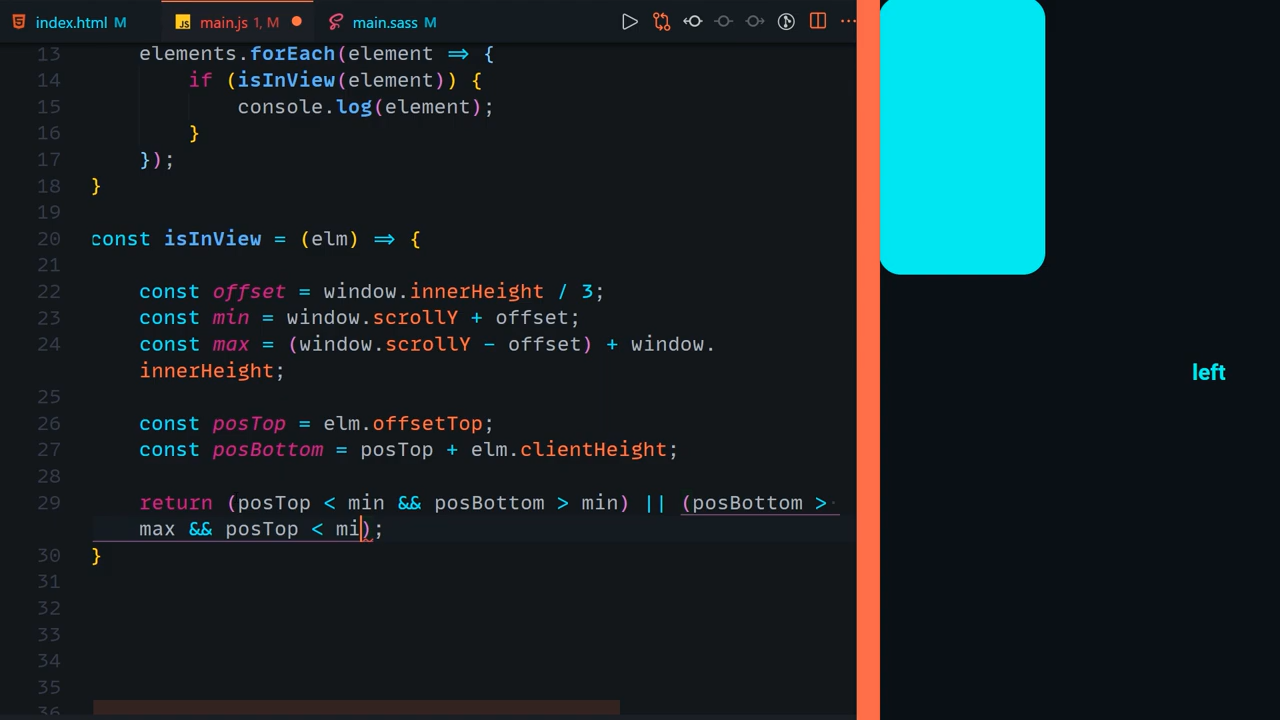 index.html M main.js 1, M main.sass M
13 elements.forEach(element => {
14 if (isInView(element)) {
15 console.log(element);
16 }
17 });
18 }
19
20 const isInView = (elm) => {
21
22 const offset = window.innerHeight / 3;
23 const min = window.scrollY + offset;
24 const max = (window.scrollY - offset) + window.
innerHeight;
25
26 const posTop = elm.offsetTop;
27 const posBottom = posTop + elm.clientHeight;
28
29 return (posTop < min && posBottom > min) || (posBottom >
max && posTop < mi);
30 }
31
32
33
34
35
36
left